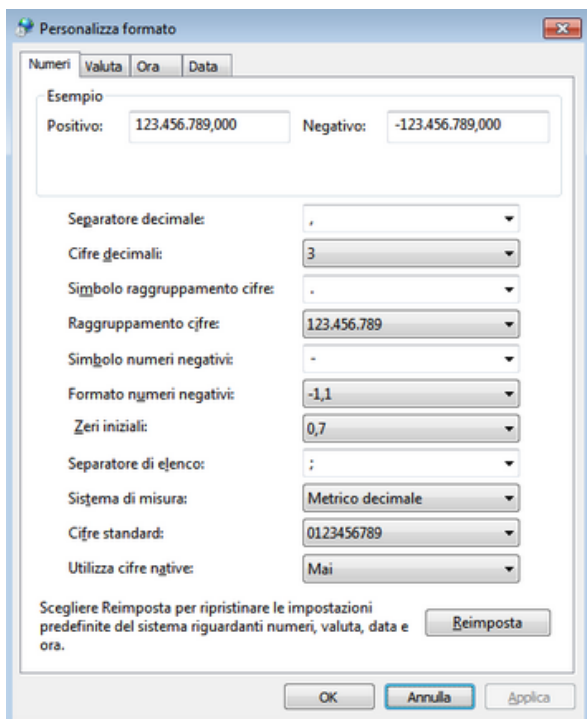 Personalizza formato
Numeri Valuta Ora Data
Esempio
Positivo: 123.456.789,000 Negativo: -123.456.789,000
Separatore decimale: ,
Cifre decimali: 3
Simbolo raggruppamento cifre: .
Raggruppamento cifre: 123.456.789
Simbolo numeri negativi: -
Formato numeri negativi: -1,1
Zeri iniziali: 0,7
Separatore di elenco: ;
Sistema di misura: Metrico decimale
Cifre standard: 0123456789
Utilizza cifre native: Mai
Scegliere Reimposta per ripristinare le impostazioni
predefinite del sistema riguardanti numeri, valuta, data e
ora.
Reimposta
OK Annulla Applica